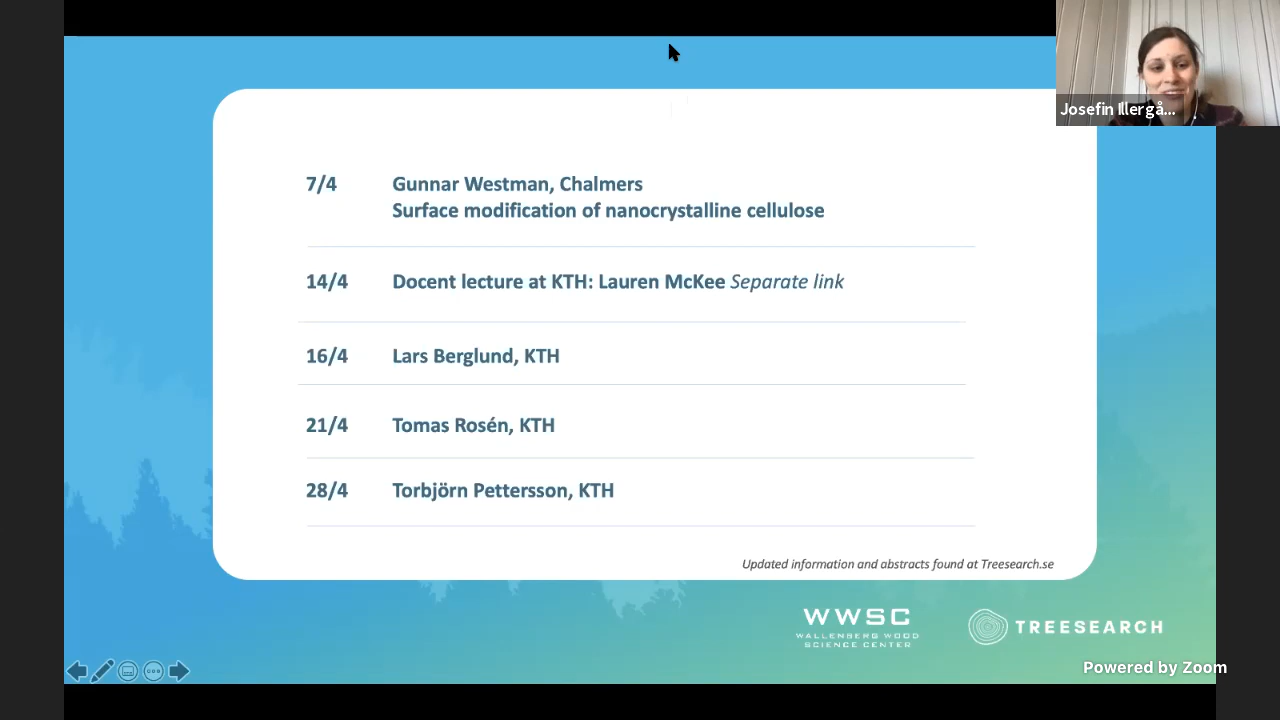 Josefin Illergå...
7/4 Gunnar Westman, Chalmers
Surface modification of nanocrystalline cellulose
14/4 Docent lecture at KTH: Lauren McKee Separate link
16/4 Lars Berglund, KTH
21/4 Tomas Rosén, KTH
28/4 Torbjörn Pettersson, KTH
Updated information and abstracts found at Treesearch.se
WWSC
WALLENBERG WOOD
SCIENCE CENTER
TREESEARCH
Powered by Zoom